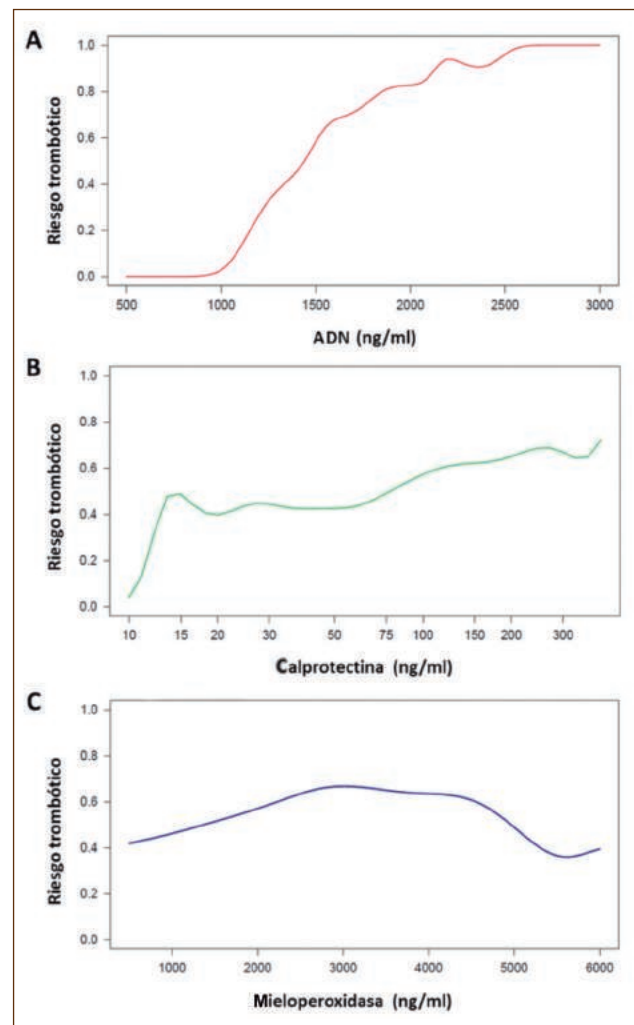 A
Riesgo trombótico
1.0
0.8
0.6
0.4
0.2
0.0
500 1000 1500 2000 2500 3000
ADN (ng/ml)
B
Riesgo trombótico
1.0
0.8
0.6
0.4
0.2
0.0
10 15 20 30 50 75 100 150 200 300
Calprotectina (ng/ml)
C
Riesgo trombótico
1.0
0.8
0.6
0.4
0.2
0.0
1000 2000 3000 4000 5000 6000
Mieloperoxidasa (ng/ml)